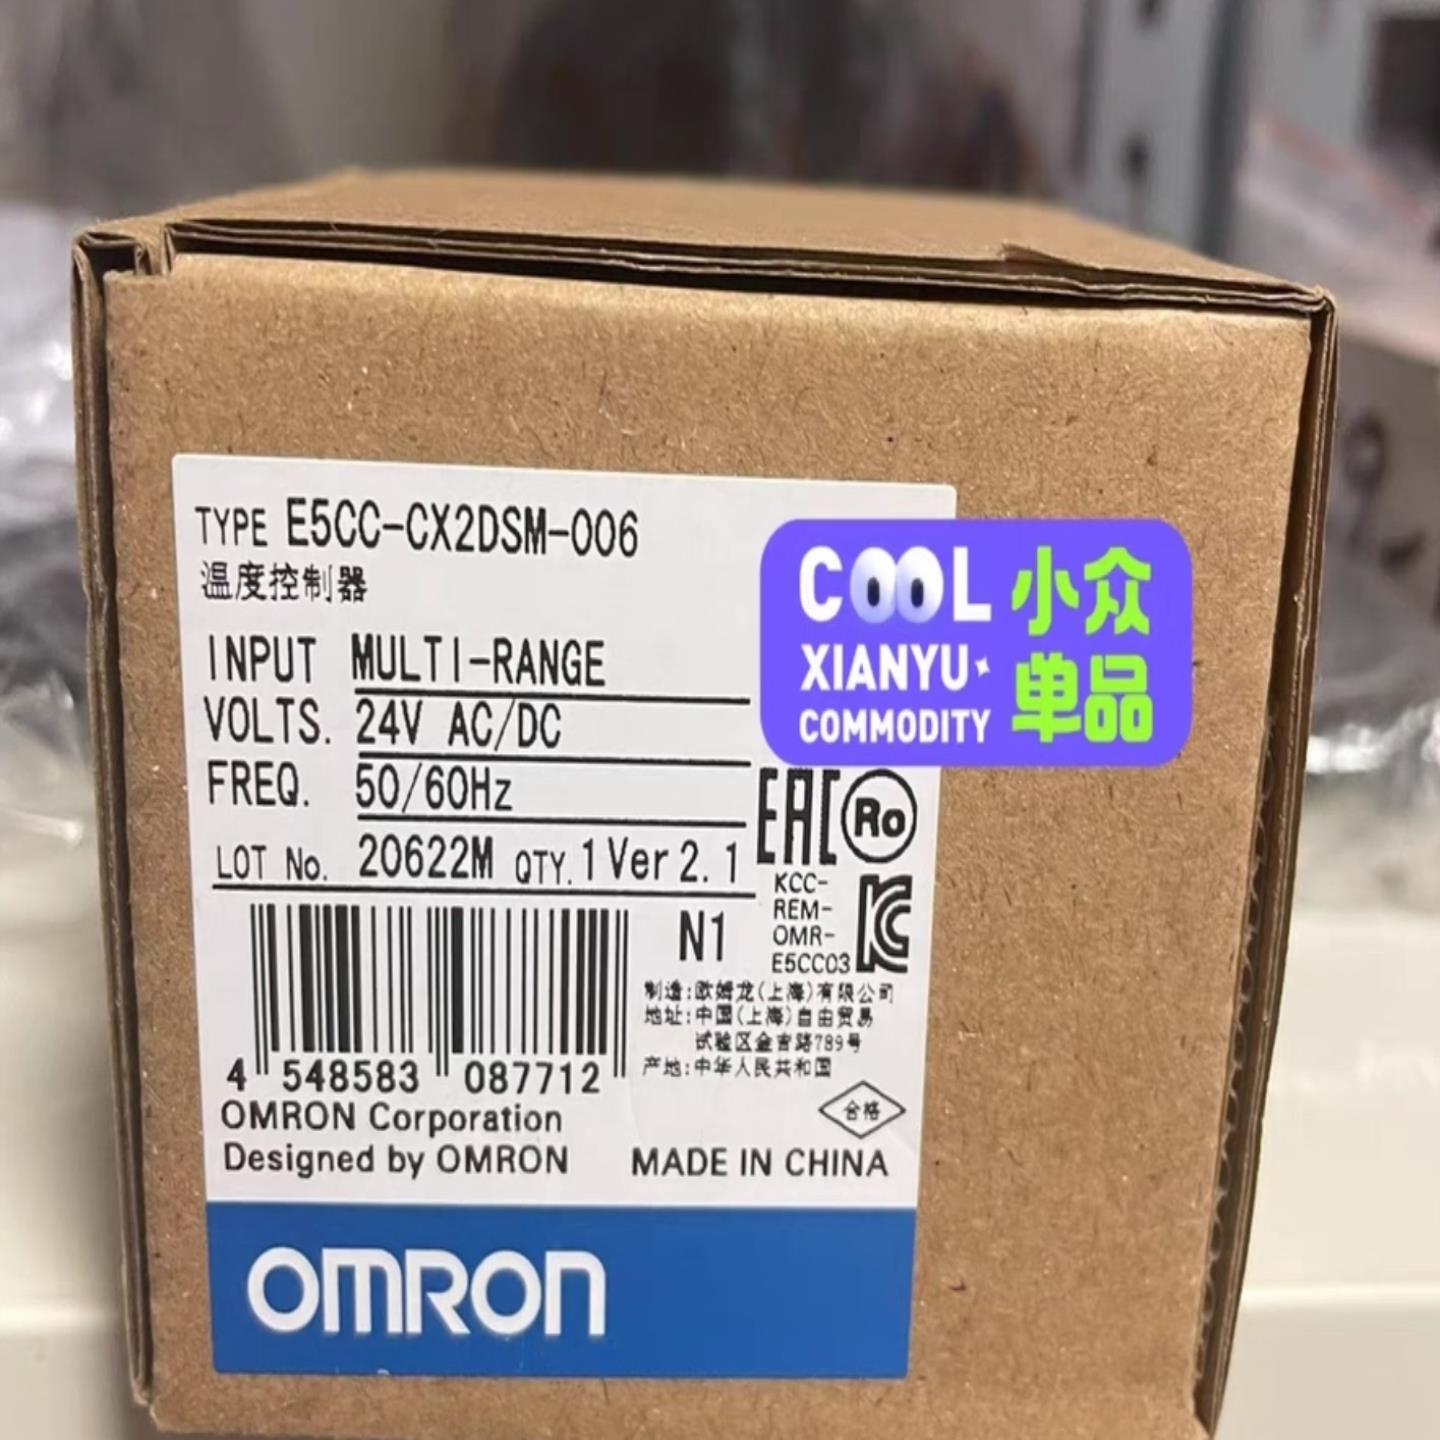 TYPE E5CC-CX2DSM-006
温度控制器
INPUT MULTI-RANGE
VOLTS. 24V AC/DC
FREQ. 50/60Hz
LOT No. 20622M QTY. 1 Ver 2.1
COOL 小众
XIANYU 单品
COMMODITY
EAC Ro
KCC-
REM-
OMR-
E5CC03
KC
N1
制造:欧姆龙(上海)有限公司
地址:中国(上海)自由贸易
试验区金吉路789号
产地:中华人民共和国
合格
4 548583 087712
OMRON Corporation
Designed by OMRON MADE IN CHINA
OMRON